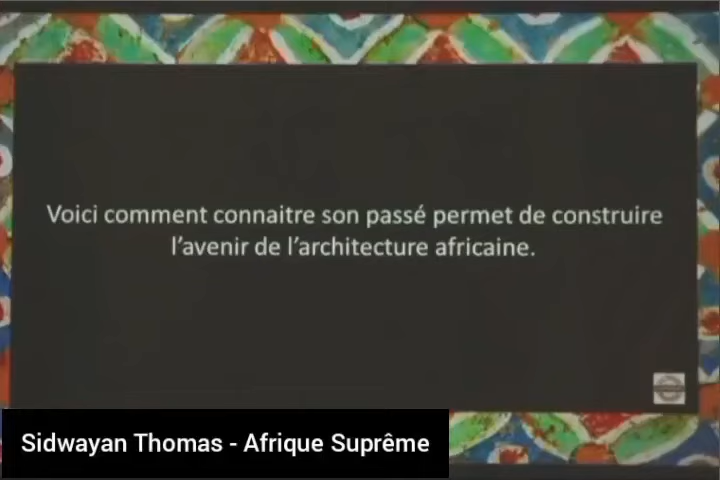 Voici comment connaitre son passé permet de construire
l'avenir de l'architecture africaine.
Sidwayan Thomas - Afrique Suprême